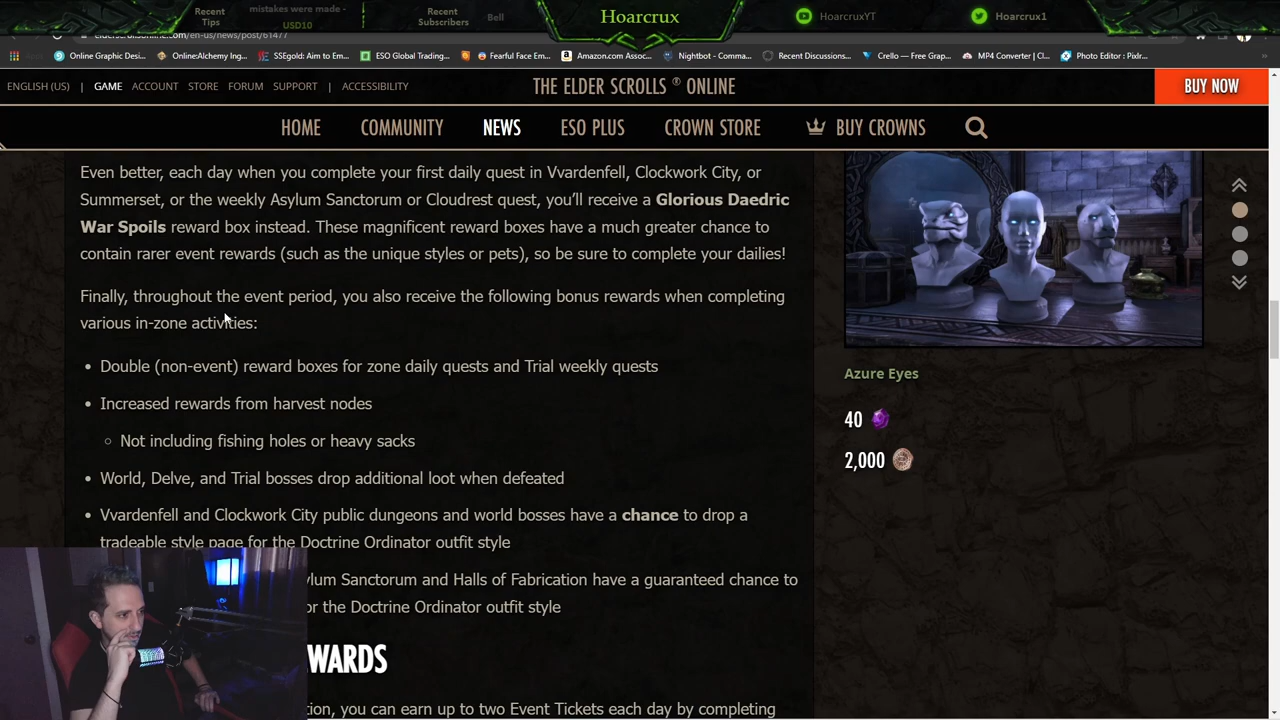 Recent
Tips
mistakes were made -
USD10
Recent
Subscribers
Bell
Hoarcrux
HoarcruxYT
Hoarcrux1
Online Graphic Desi...
OnlineAlchemy Ing...
SSEgold: Aim to Em...
ESO Global Trading...
Fearful Face Em...
Amazon.com Assoc...
Nightbot - Comma...
Recent Discussions...
Crello — Free Grap...
MP4 Converter | Cl...
Photo Editor : Pixlr...
ENGLISH (US) | GAME ACCOUNT STORE FORUM SUPPORT | ACCESSIBILITY
THE ELDER SCROLLS ® ONLINE
BUY NOW
HOME COMMUNITY NEWS ESO PLUS CROWN STORE BUY CROWNS
Even better, each day when you complete your first daily quest in Vvardenfell, Clockwork City, or
Summerset, or the weekly Asylum Sanctorum or Cloudrest quest, you'll receive a Glorious Daedric
War Spoils reward box instead. These magnificent reward boxes have a much greater chance to
contain rarer event rewards (such as the unique styles or pets), so be sure to complete your dailies!
Finally, throughout the event period, you also receive the following bonus rewards when completing
various in-zone activities:
• Double (non-event) reward boxes for zone daily quests and Trial weekly quests
• Increased rewards from harvest nodes
○ Not including fishing holes or heavy sacks
• World, Delve, and Trial bosses drop additional loot when defeated
• Vvardenfell and Clockwork City public dungeons and world bosses have a chance to drop a
tradeable style page for the Doctrine Ordinator outfit style
ylum Sanctorum and Halls of Fabrication have a guaranteed chance to
or the Doctrine Ordinator outfit style
WARDS
tion, you can earn up to two Event Tickets each day by completing
Azure Eyes
40
2,000